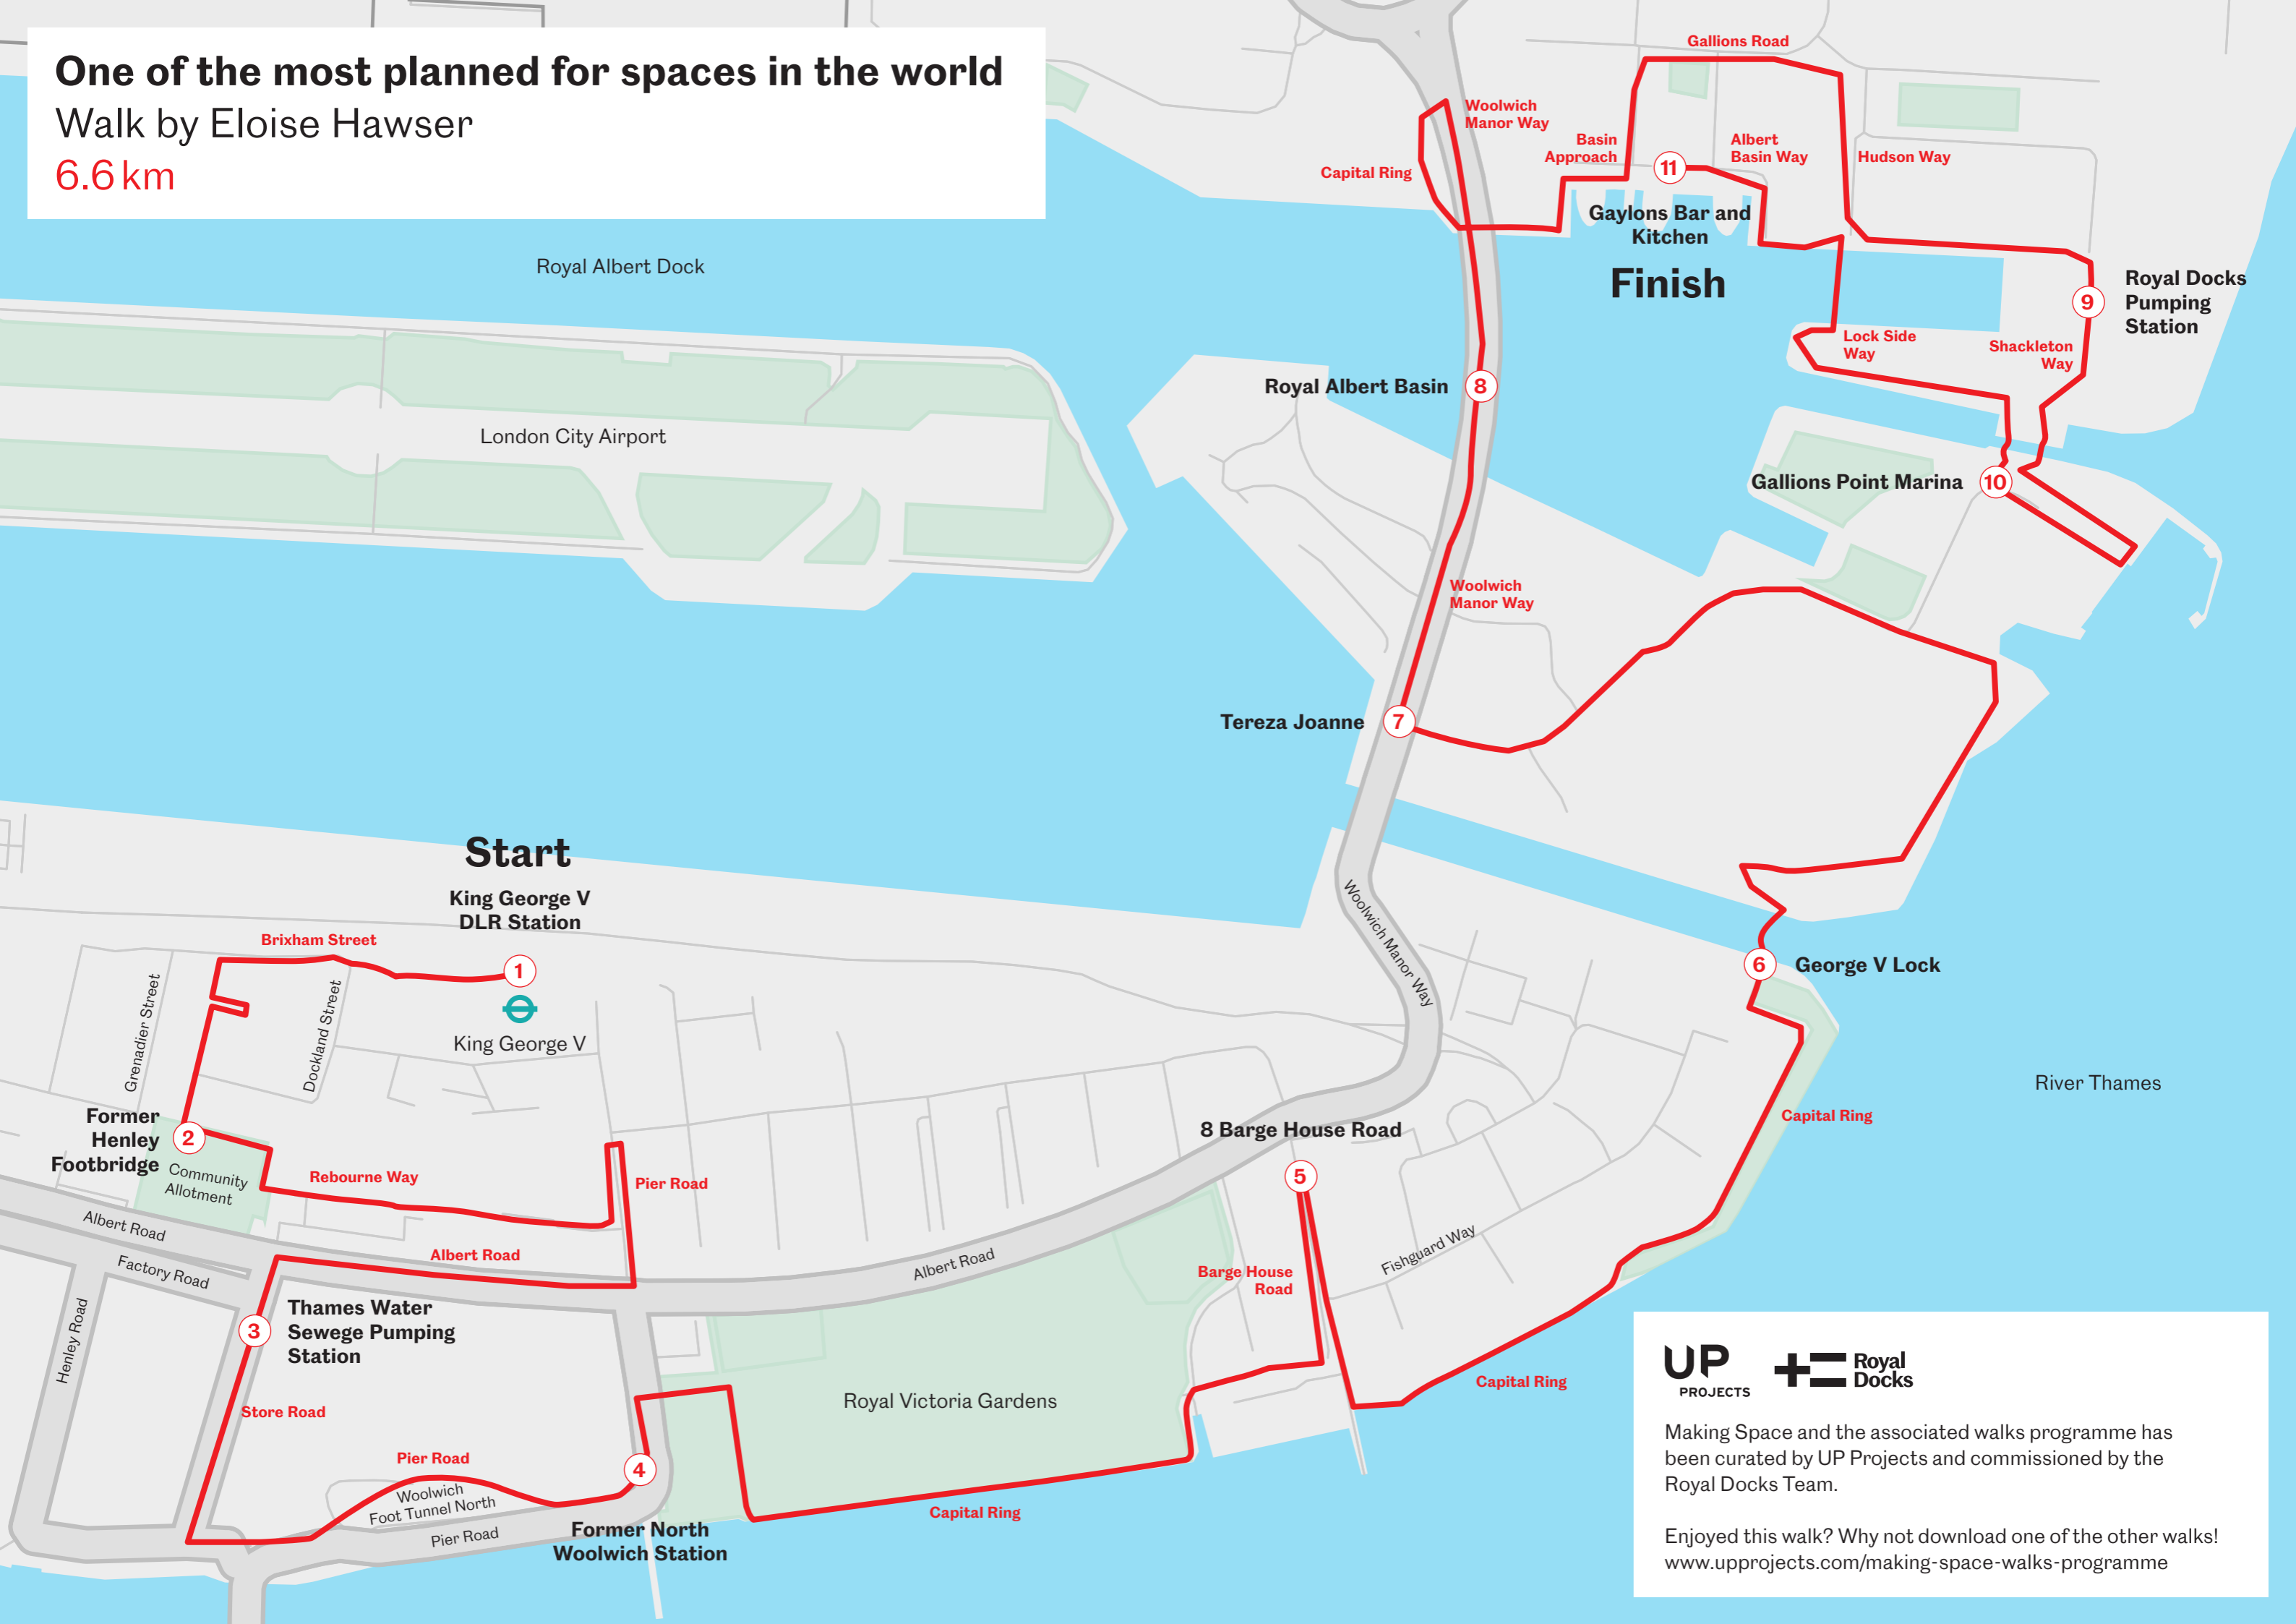 One of the most planned for spaces in the world
Walk by Eloise Hawser
6.6 km
Gallions Road
Woolwich
Manor Way
Basin
Approach
Albert
Basin Way
Hudson Way
Capital Ring
11
Gaylons Bar and
Kitchen
Finish
Royal Albert Dock
9
Royal Docks
Pumping
Station
Lock Side
Way
Shackleton
Way
Royal Albert Basin
8
London City Airport
Gallions Point Marina
10
Woolwich
Manor Way
Tereza Joanne
7
Start
King George V
DLR Station
Brixham Street
1
King George V
Grenadier Street
Dockland Street
Woolwich Manor Way
6
George V Lock
River Thames
Former
Henley
Footbridge
2
Community
Allotment
Rebourne Way
Pier Road
8 Barge House Road
5
Capital Ring
Albert Road
Factory Road
Albert Road
Albert Road
Barge House
Road
Fishguard Way
Henley Road
3
Thames Water
Sewege Pumping
Station
Store Road
Royal Victoria Gardens
Capital Ring
Pier Road
Woolwich
Foot Tunnel North
4
Pier Road
Former North
Woolwich Station
Capital Ring
UP
PROJECTS
Royal
Docks
Making Space and the associated walks programme has
been curated by UP Projects and commissioned by the
Royal Docks Team.
Enjoyed this walk? Why not download one of the other walks!
www.upprojects.com/making-space-walks-programme